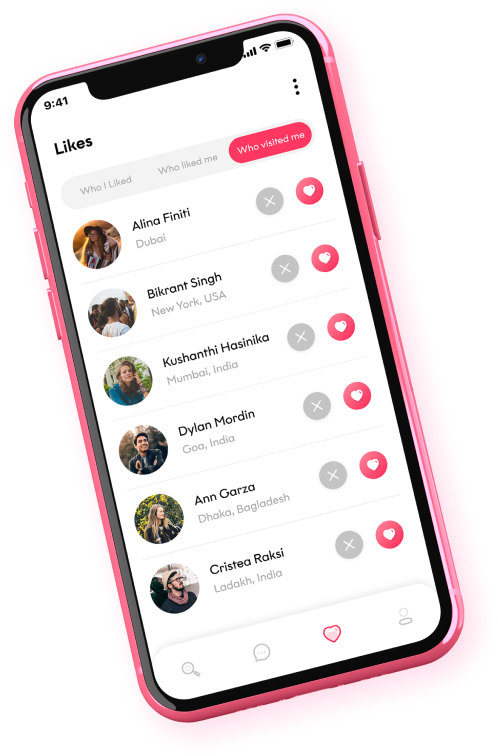 9:41
Likes
Who I Liked
Who liked me
Who visited me
Alina Finiti
Dubai
Bikrant Singh
New York, USA
Kushanthi Hasinika
Mumbai, India
Dylan Mordin
Goa, India
Ann Garza
Dhaka, Bagladesh
Cristea Raksi
Ladakh, India